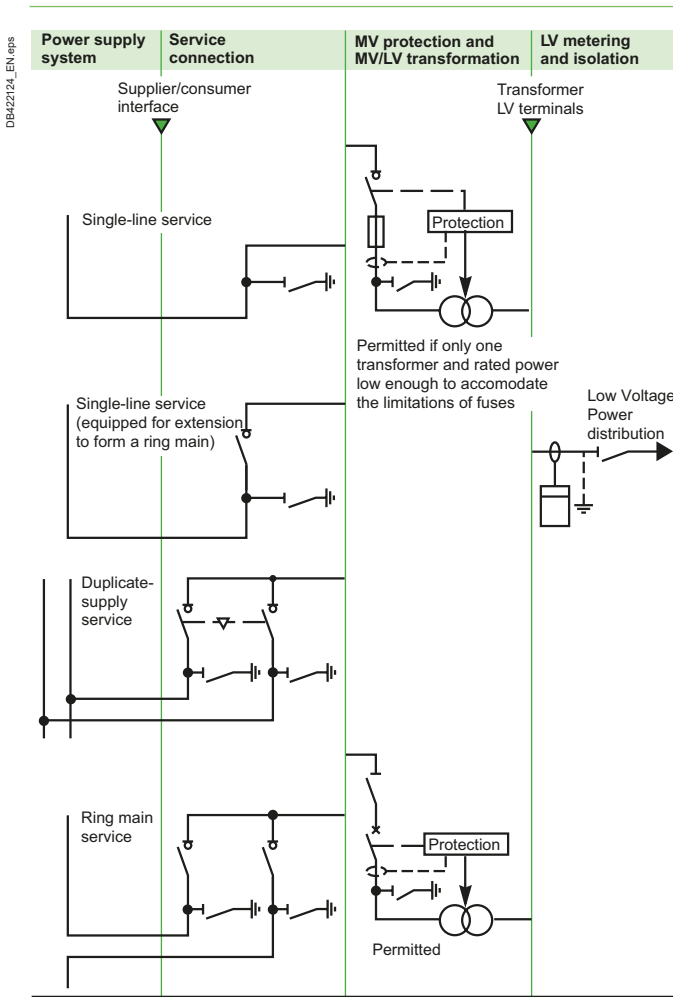 DB422124_EN.eps
Power supply
system
Service
connection
MV protection and
MV/LV transformation
LV metering
and isolation
Supplier/consumer
interface
Transformer
LV terminals
Single-line service
Protection
Permitted if only one
transformer and rated power
low enough to accomodate
the limitations of fuses
Single-line service
(equipped for extension
to form a ring main)
Low Voltage
Power
distribution
Duplicate-
supply
service
Ring main
service
Protection
Permitted